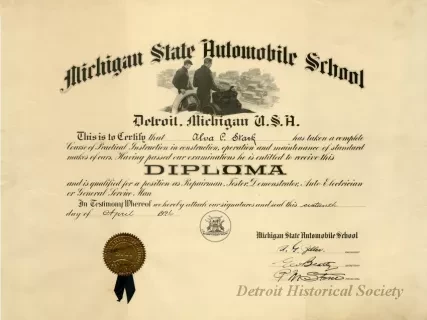 Michigan State Automobile School
Detroit, Michigan U.S.A.
This is to Certify that Alva C. Stark has taken a complete
Course of Practical Instruction in construction, operation and maintenance of standard
makes of cars. Having passed our examinations he is entitled to receive this
DIPLOMA
and is qualified for a position as Repairman, Tester, Demonstrator, Auto Electrician
or General Service Man
In Testimony Whereof we hereby attach our signatures and seal this sixteenth
day of April 1926
Michigan State Automobile School
A. G. Zeller
Geo Beatty
Detroit Historical Society